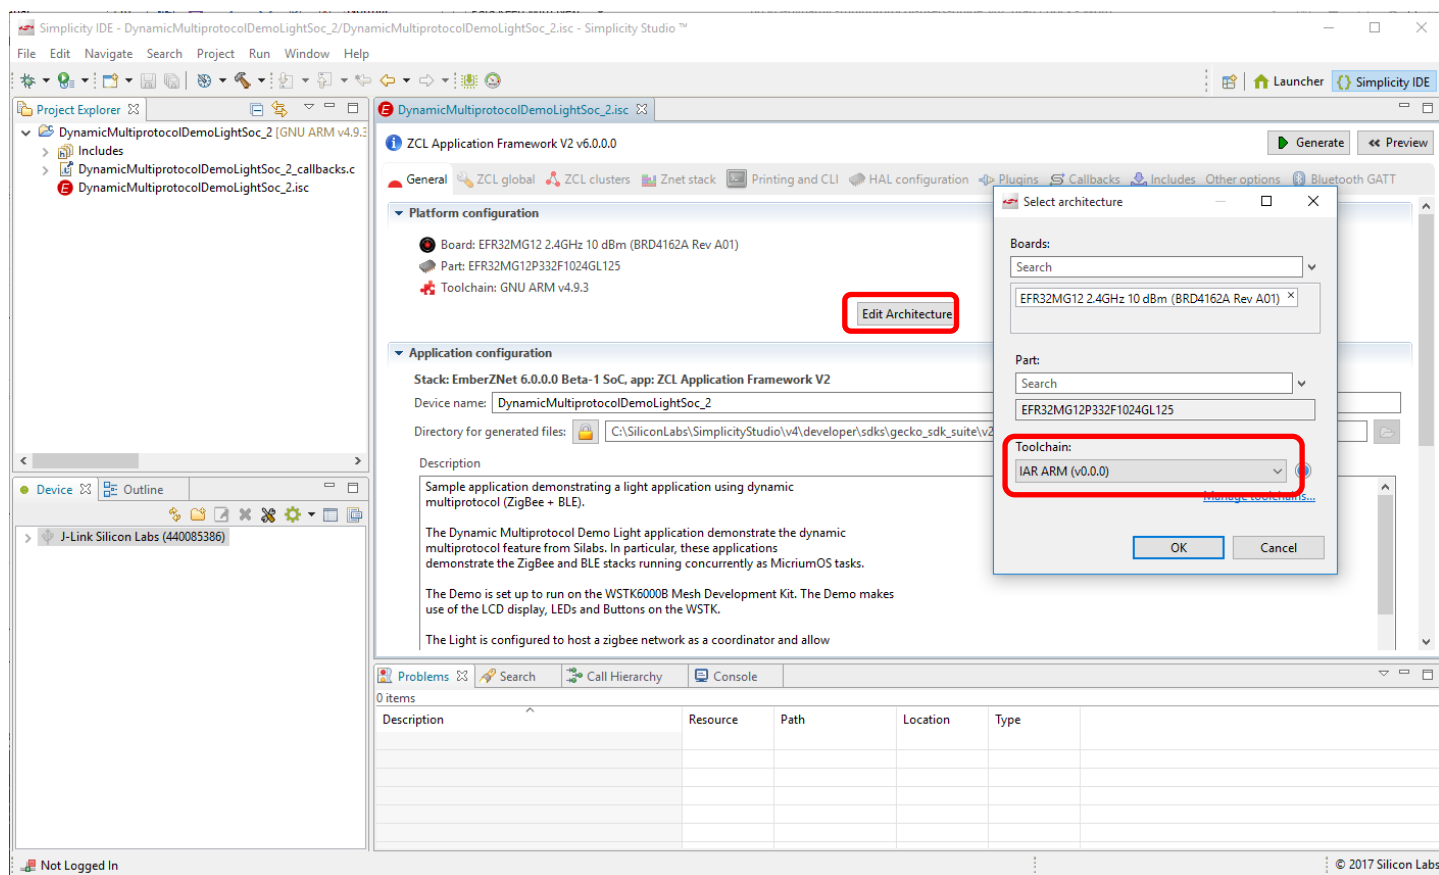 Simplicity IDE - DynamicMultiprotocolDemoLightSoc_2/DynamicMultiprotocolDemoLightSoc_2.isc - Simplicity Studio ™
File Edit Navigate Search Project Run Window Help
Launcher
Simplicity IDE
Project Explorer
DynamicMultiprotocolDemoLightSoc_2 [GNU ARM v4.9.3
Includes
DynamicMultiprotocolDemoLightSoc_2_callbacks.c
DynamicMultiprotocolDemoLightSoc_2.isc
DynamicMultiprotocolDemoLightSoc_2.isc
ZCL Application Framework V2 v6.0.0.0
Generate
Preview
General ZCL global ZCL clusters Znet stack Printing and CLI HAL configuration Plugins Callbacks Includes Other options Bluetooth GATT
Platform configuration
Board: EFR32MG12 2.4GHz 10 dBm (BRD4162A Rev A01)
Part: EFR32MG12P332F1024GL125
Toolchain: GNU ARM v4.9.3
Edit Architecture
Application configuration
Stack: EmberZNet 6.0.0.0 Beta-1 SoC, app: ZCL Application Framework V2
Device name: DynamicMultiprotocolDemoLightSoc_2
Directory for generated files: C:\SiliconLabs\SimplicityStudio\v4\developer\sdks\gecko_sdk_suite\v2
Description
Sample application demonstrating a light application using dynamic
multiprotocol (ZigBee + BLE).
The Dynamic Multiprotocol Demo Light application demonstrate the dynamic
multiprotocol feature from Silabs. In particular, these applications
demonstrate the ZigBee and BLE stacks running concurrently as MicriumOS tasks.
The Demo is set up to run on the WSTK6000B Mesh Development Kit. The Demo makes
use of the LCD display, LEDs and Buttons on the WSTK.
The Light is configured to host a zigbee network as a coordinator and allow
Select architecture
Boards:
Search
EFR32MG12 2.4GHz 10 dBm (BRD4162A Rev A01)
Part:
Search
EFR32MG12P332F1024GL125
Toolchain:
IAR ARM (v0.0.0)
Manage toolchains...
OK
Cancel
Device
Outline
J-Link Silicon Labs (440085386)
Problems Search Call Hierarchy Console
0 items
Description Resource Path Location Type
Not Logged In
© 2017 Silicon Labs